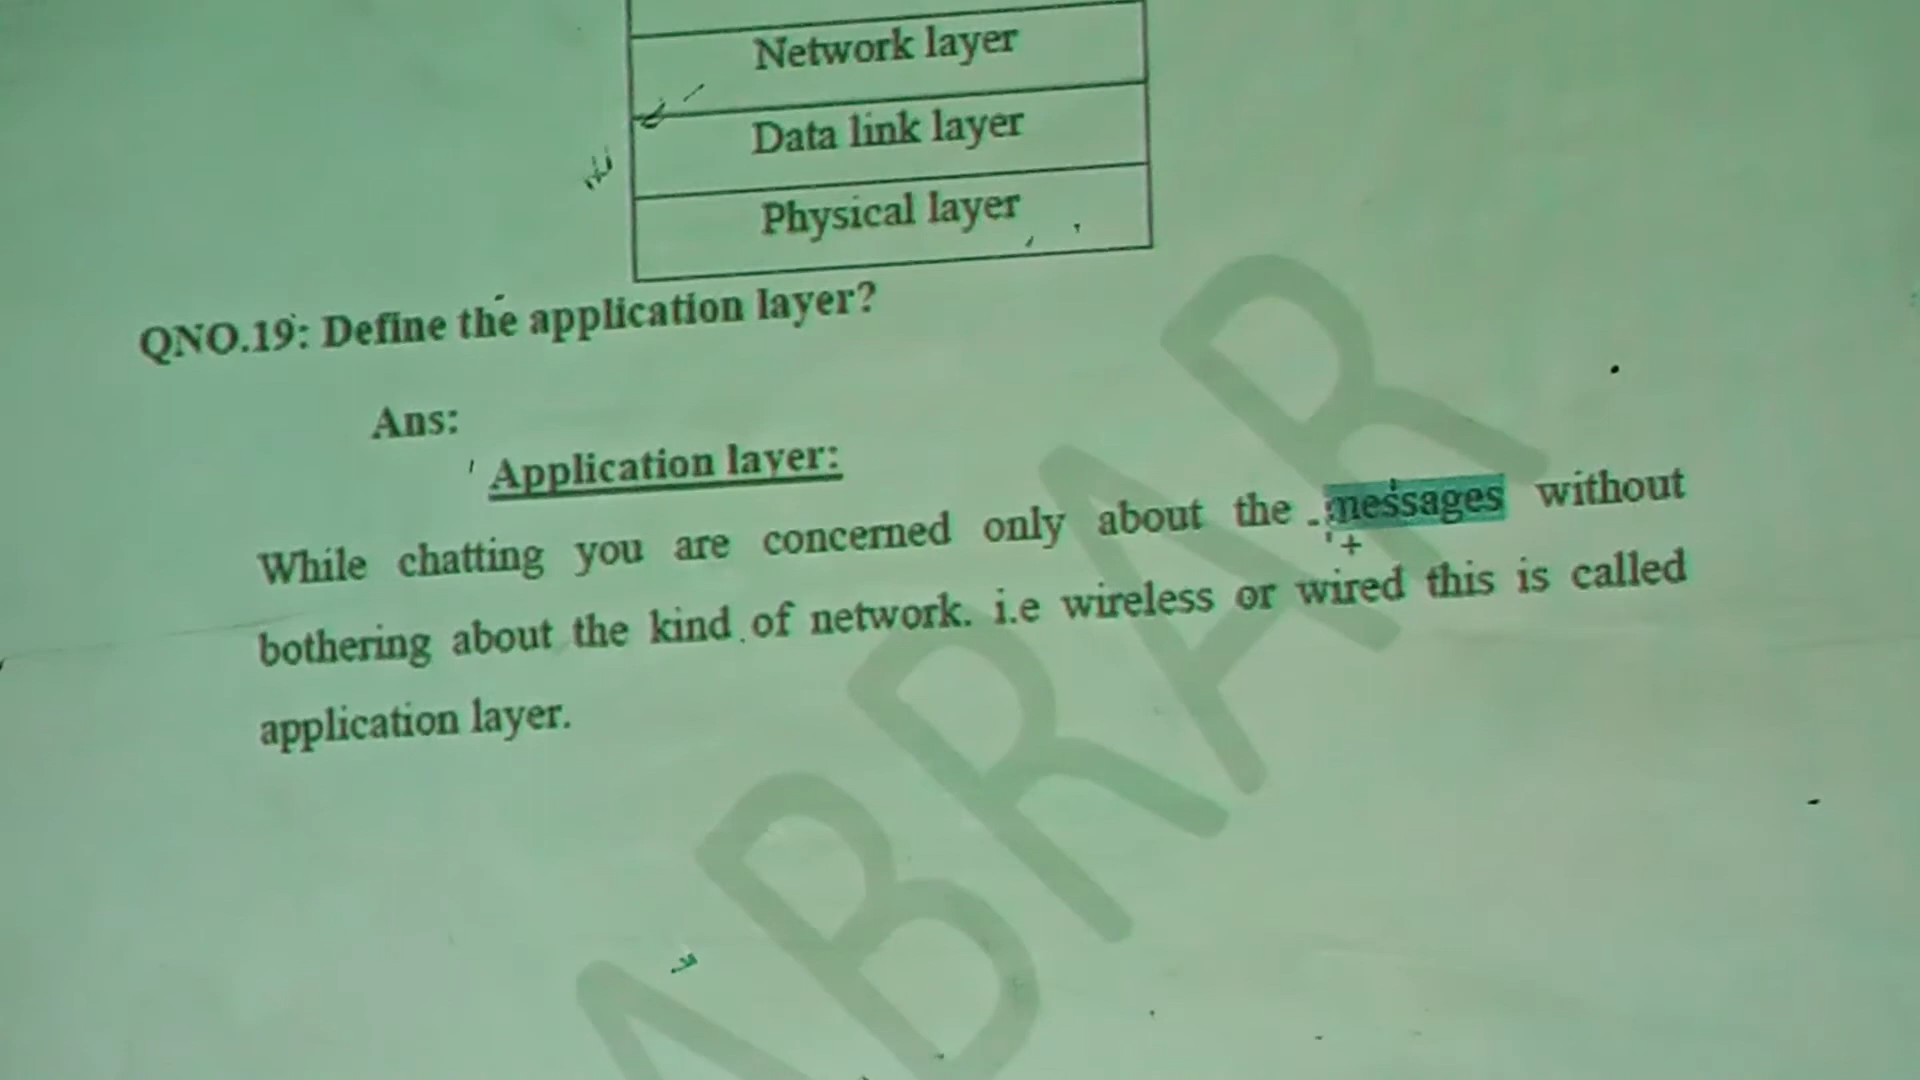 Network layer
Data link layer
Physical layer
QNO.19: Define the application layer?
Ans:
Application layer:
While chatting you are concerned only about the messages without
bothering about the kind of network. i.e wireless or wired this is called
application layer.
ABRAR